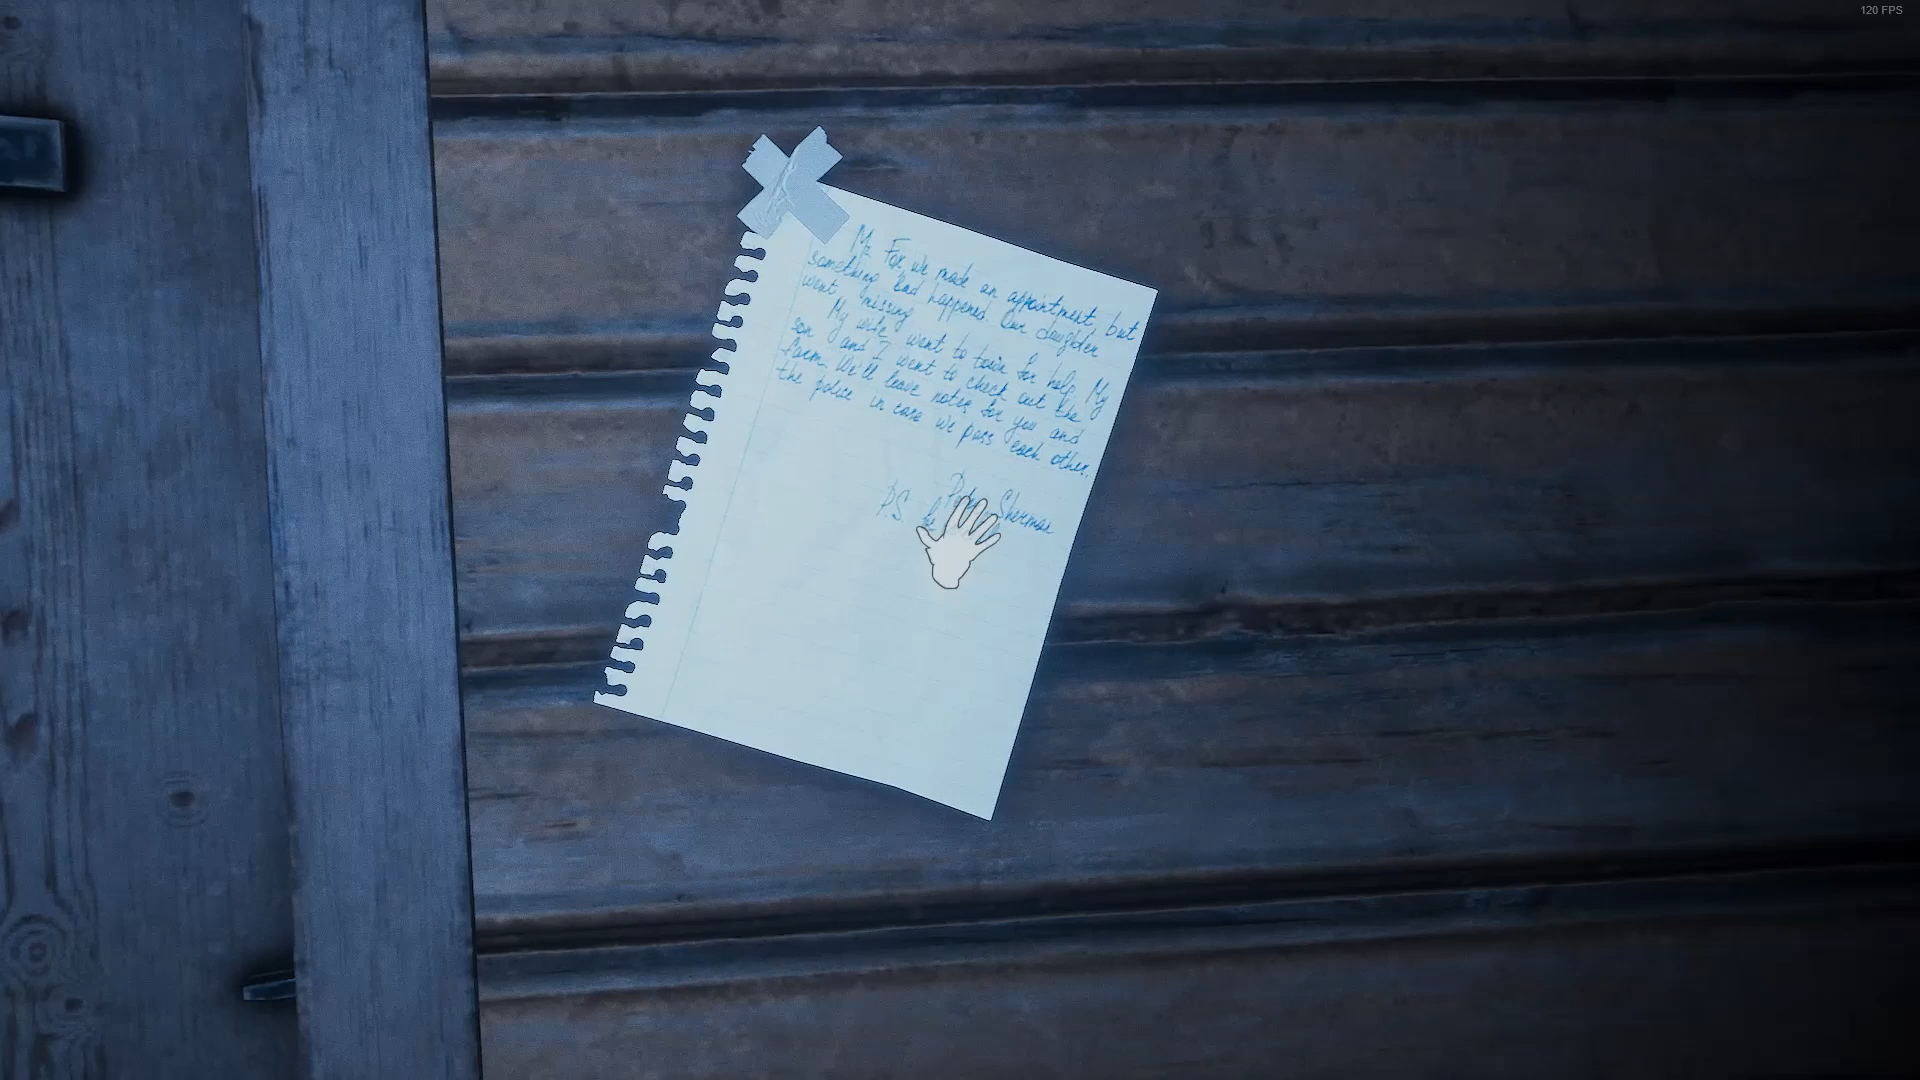 120 FPS
Mr. Fox we made an appointment, but
something bad happened. Our daughter
went missing
My wife went to town for help. My
son and I went to check out the
farm. We'll leave notes for you and
the police in case we pass each other.
Sherman
P.S.